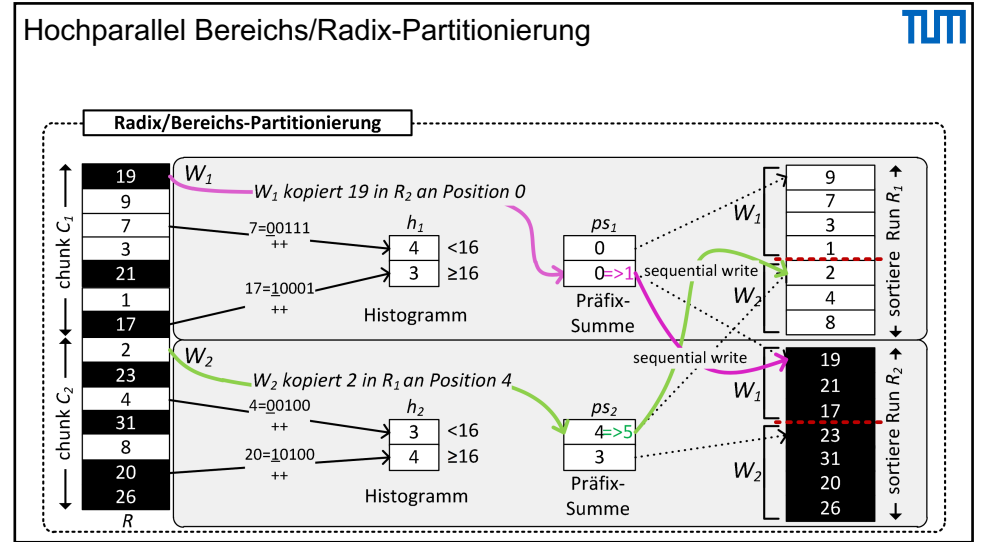 Hochparallel Bereichs/Radix-Partitionierung
TUM
Radix/Bereichs-Partitionierung
chunk C₁
chunk C₂
19
9
7
3
21
1
17
2
23
4
31
8
20
26
R
W₁
W₁ kopiert 19 in R₂ an Position 0
7=00111
++
17=10001
++
h₁
4 <16
3 ≥16
Histogramm
ps₁
0
0=>1
Präfix-
Summe
sequential write
W₁
W₂
9
7
3
1
2
4
8
sortiere Run R₁
W₂
W₂ kopiert 2 in R₁ an Position 4
4=00100
++
20=10100
++
h₂
3 <16
4 ≥16
Histogramm
ps₂
4=>5
3
Präfix-
Summe
sequential write
W₁
W₂
19
21
17
23
31
20
26
sortiere Run R₂